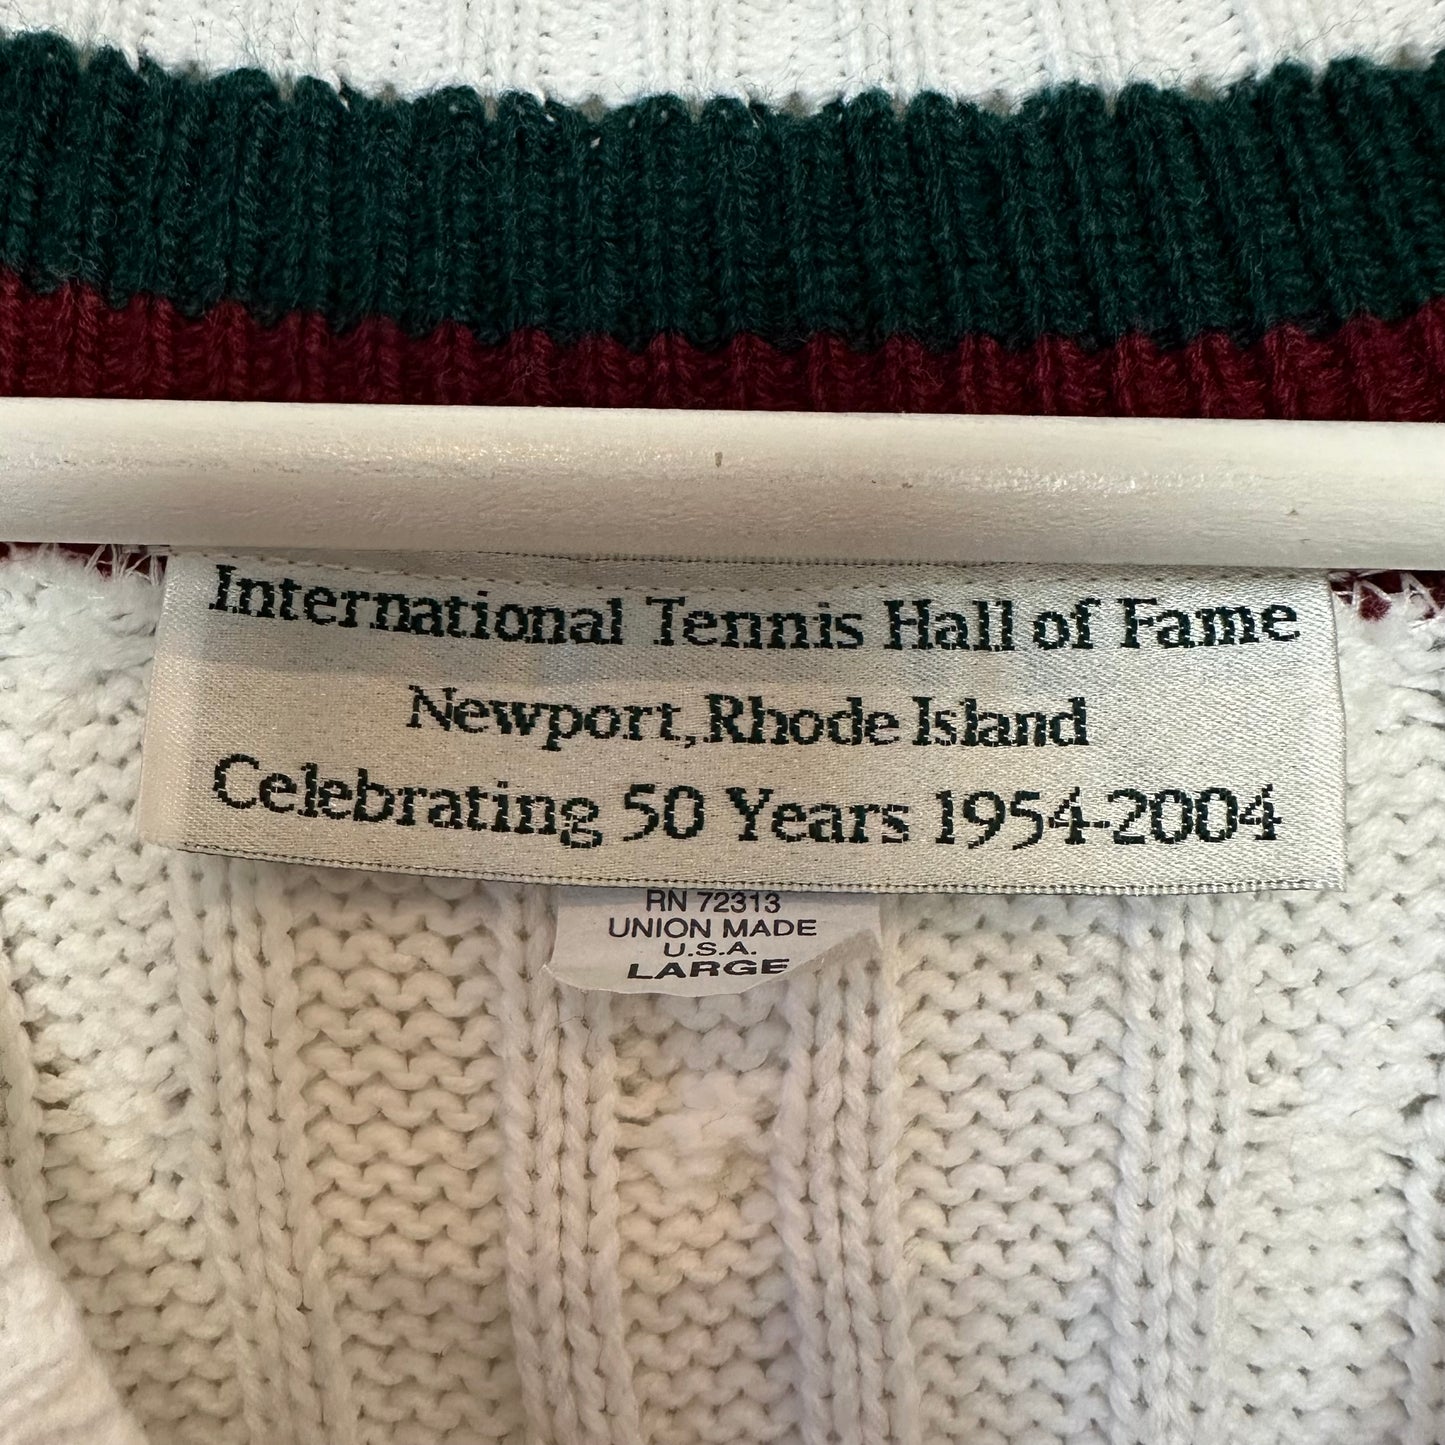 International Tennis Hall of Fame
Newport, Rhode Island
Celebrating 50 Years 1954-2004
RN 72313
UNION MADE
U.S.A.
LARGE